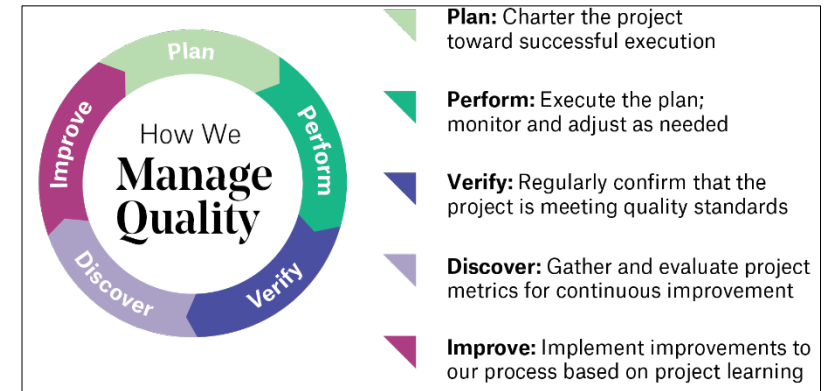 Plan
Perform
Verify
Discover
Improve
How We
Manage
Quality
Plan: Charter the project
toward successful execution
Perform: Execute the plan;
monitor and adjust as needed
Verify: Regularly confirm that the
project is meeting quality standards
Discover: Gather and evaluate project
metrics for continuous improvement
Improve: Implement improvements to
our process based on project learning